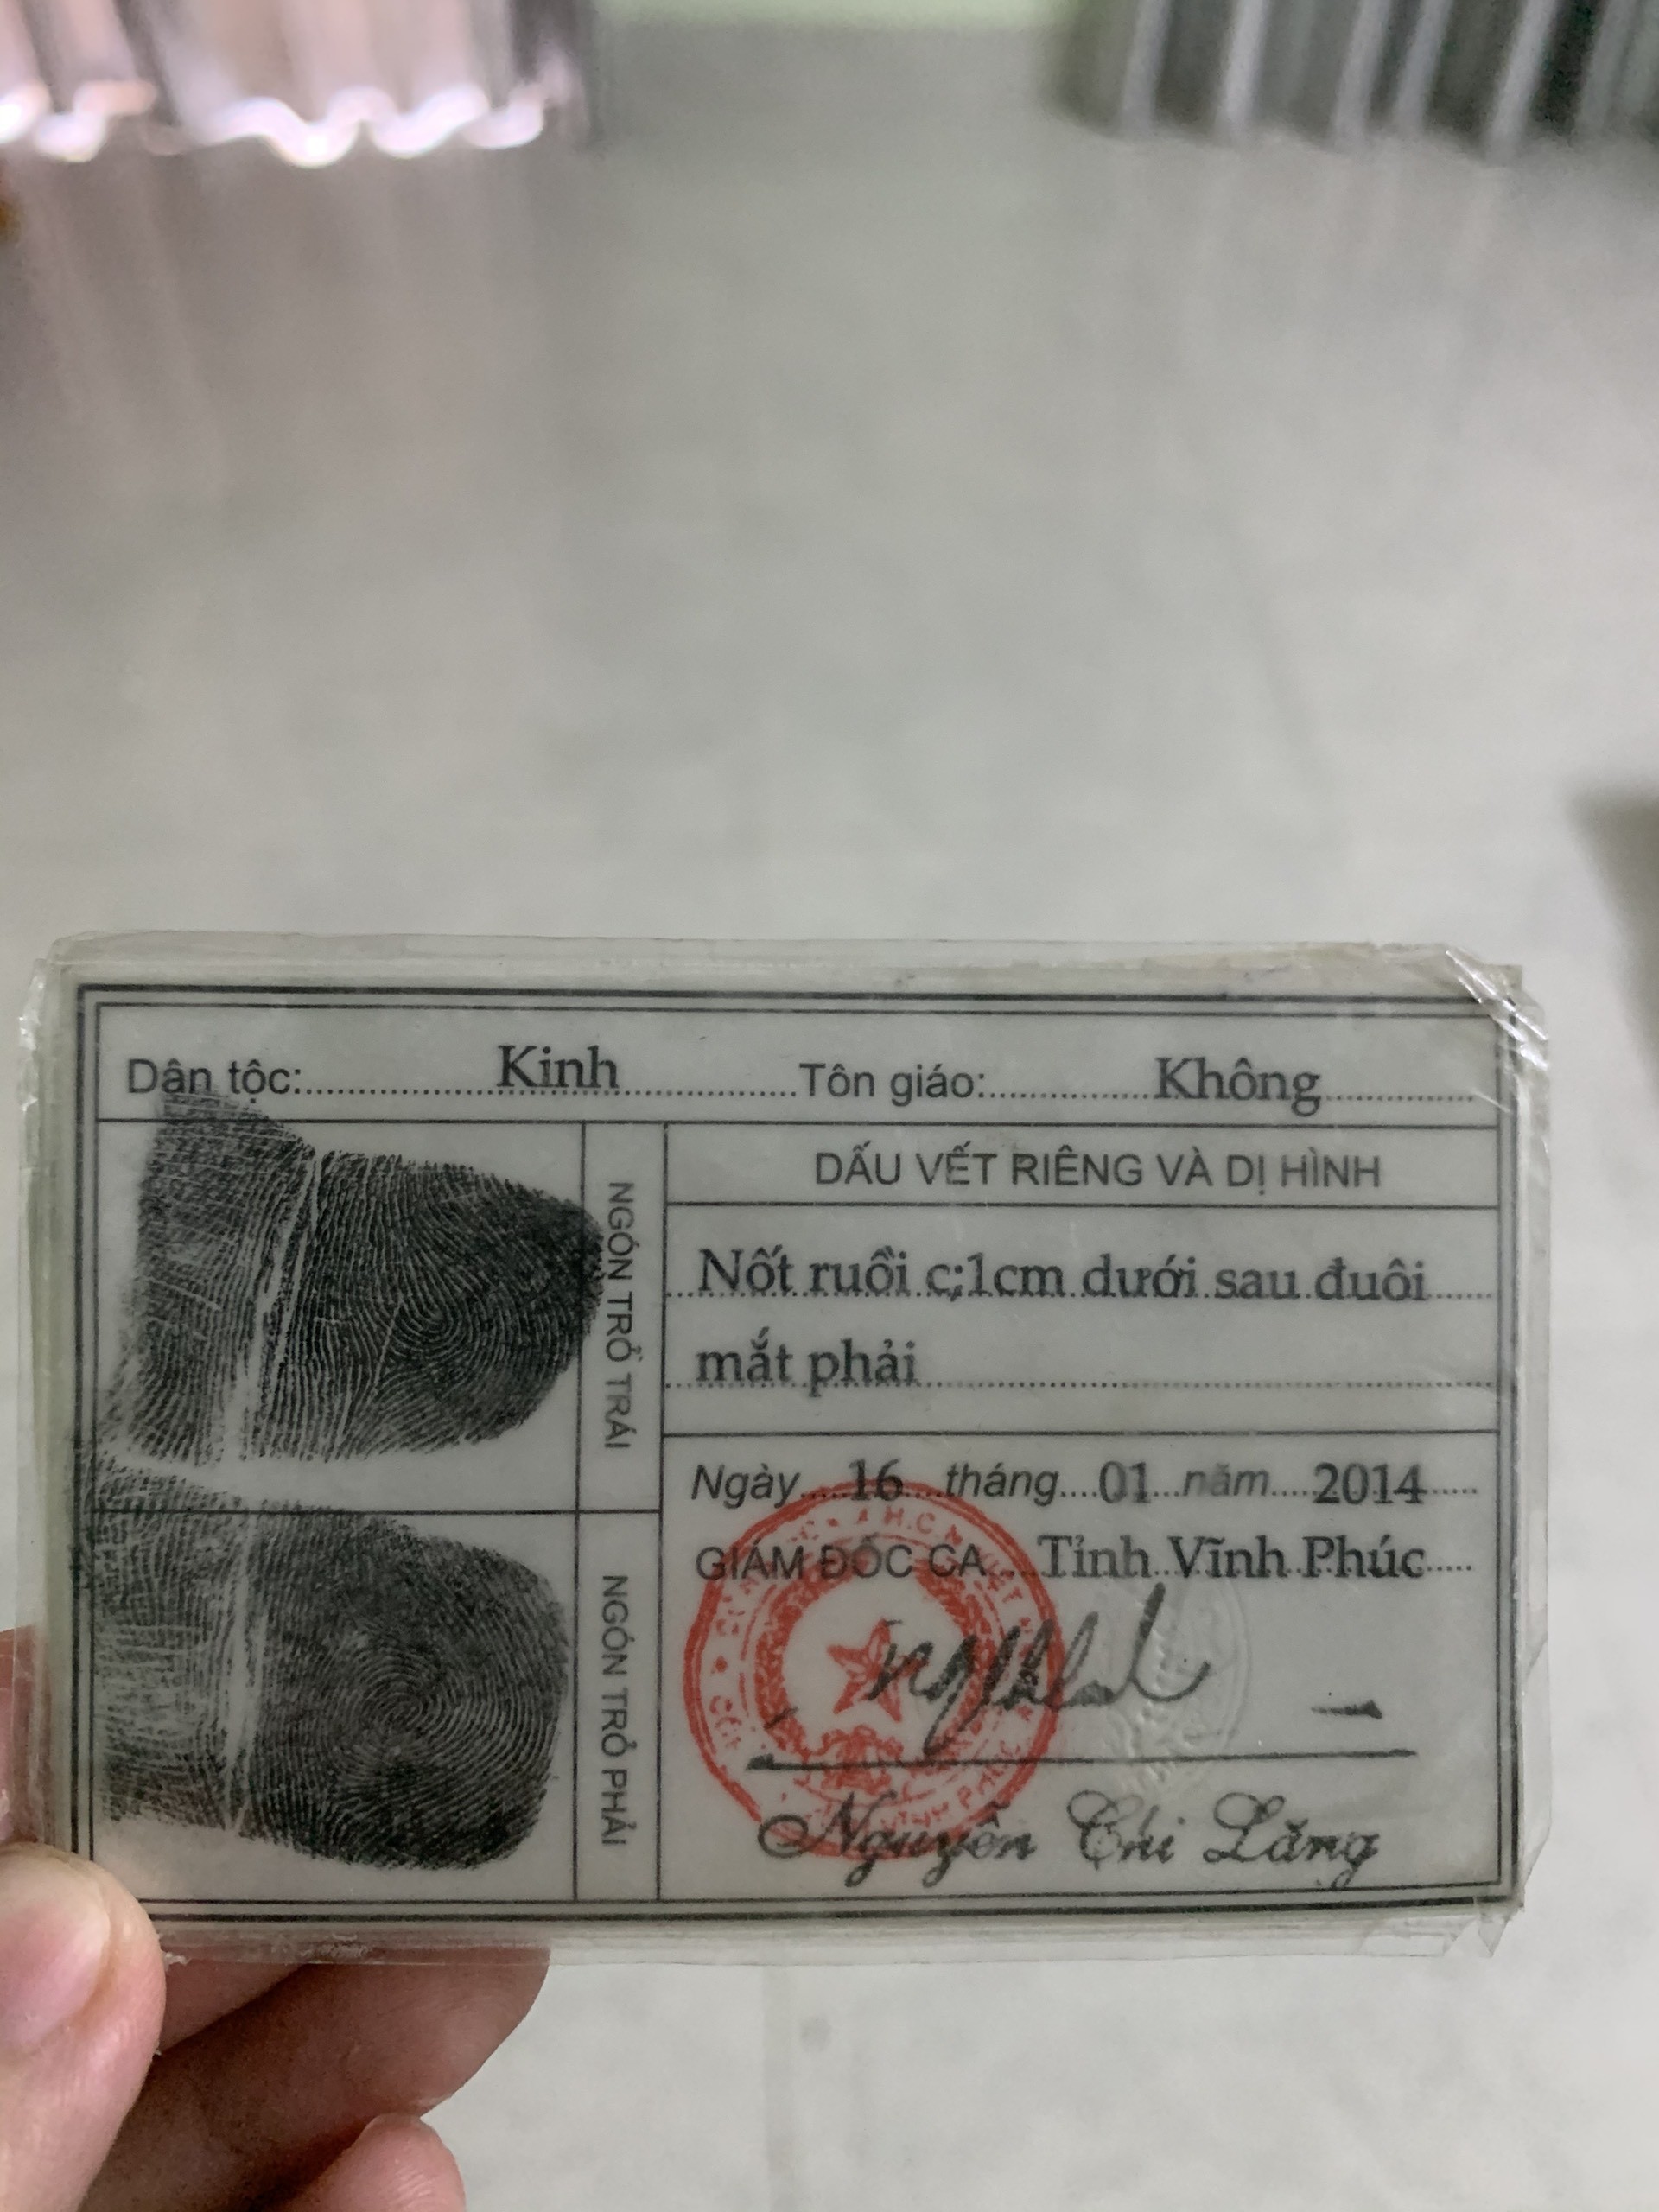 Dân tộc: Kinh Tôn giáo: Không
NGÓN TRỎ TRÁI
NGÓN TRỎ PHẢI
DẤU VẾT RIÊNG VÀ DỊ HÌNH
Nốt ruồi c;1cm dưới sau đuôi
mắt phải
Ngày 16 tháng 01 năm 2014
GIÁM ĐỐC CA Tỉnh Vĩnh Phúc
Nguyễn Chí Lăng